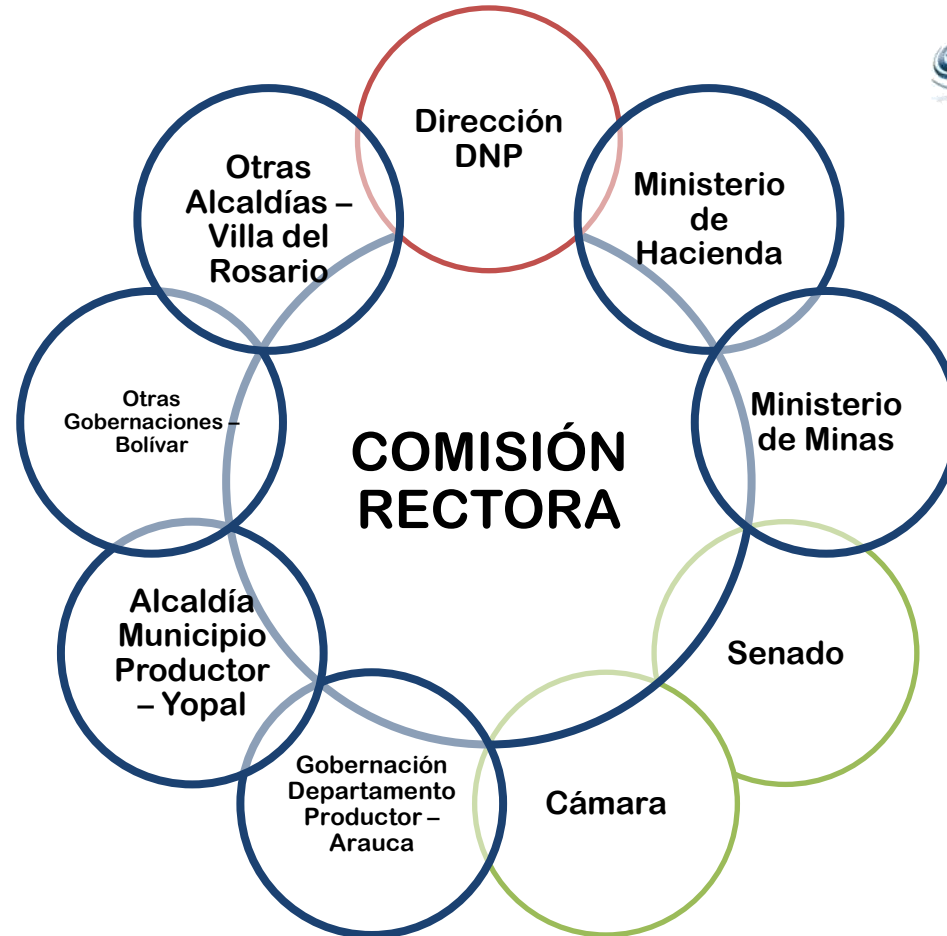 Dirección
DNP
Ministerio
de
Hacienda
Ministerio
de Minas
Senado
Cámara
Gobernación
Departamento
Productor –
Arauca
Alcaldía
Municipio
Productor
– Yopal
Otras
Gobernaciones –
Bolívar
Otras
Alcaldías –
Villa del
Rosario
COMISIÓN
RECTORA